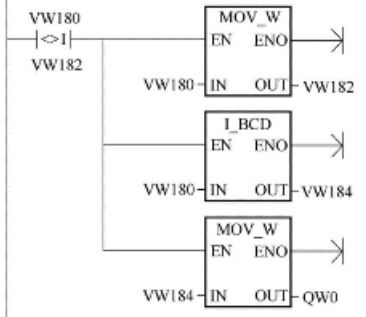 VW180
<>I
VW182
MOV_W
EN ENO
VW180 IN OUT VW182
I_BCD
EN ENO
VW180 IN OUT VW184
MOV_W
EN ENO
VW184 IN OUT QW0